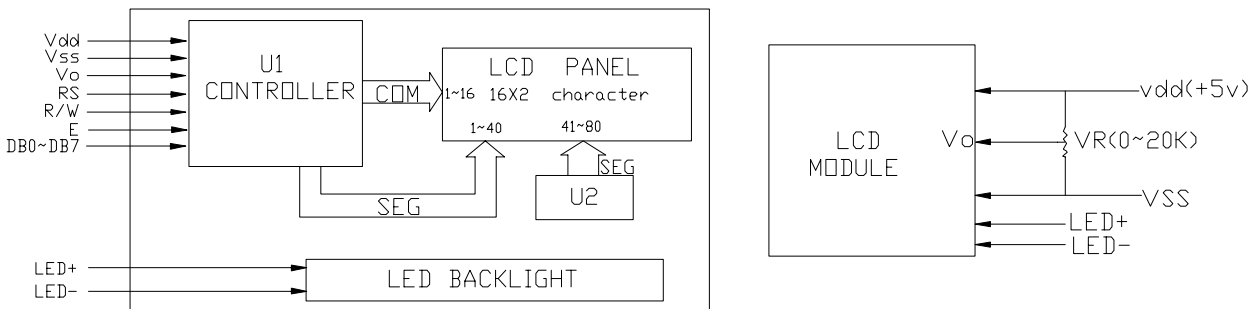 Vdd
Vss
Vo
RS
R/W
E
DB0~DB7
U1
CONTROLLER
COM
LCD PANEL
1~16 16X2 character
1~40 41~80
SEG
U2
SEG
LED+
LED-
LED BACKLIGHT
LCD
MODULE
Vo
vdd(+5v)
VR(0~20K)
VSS
LED+
LED-